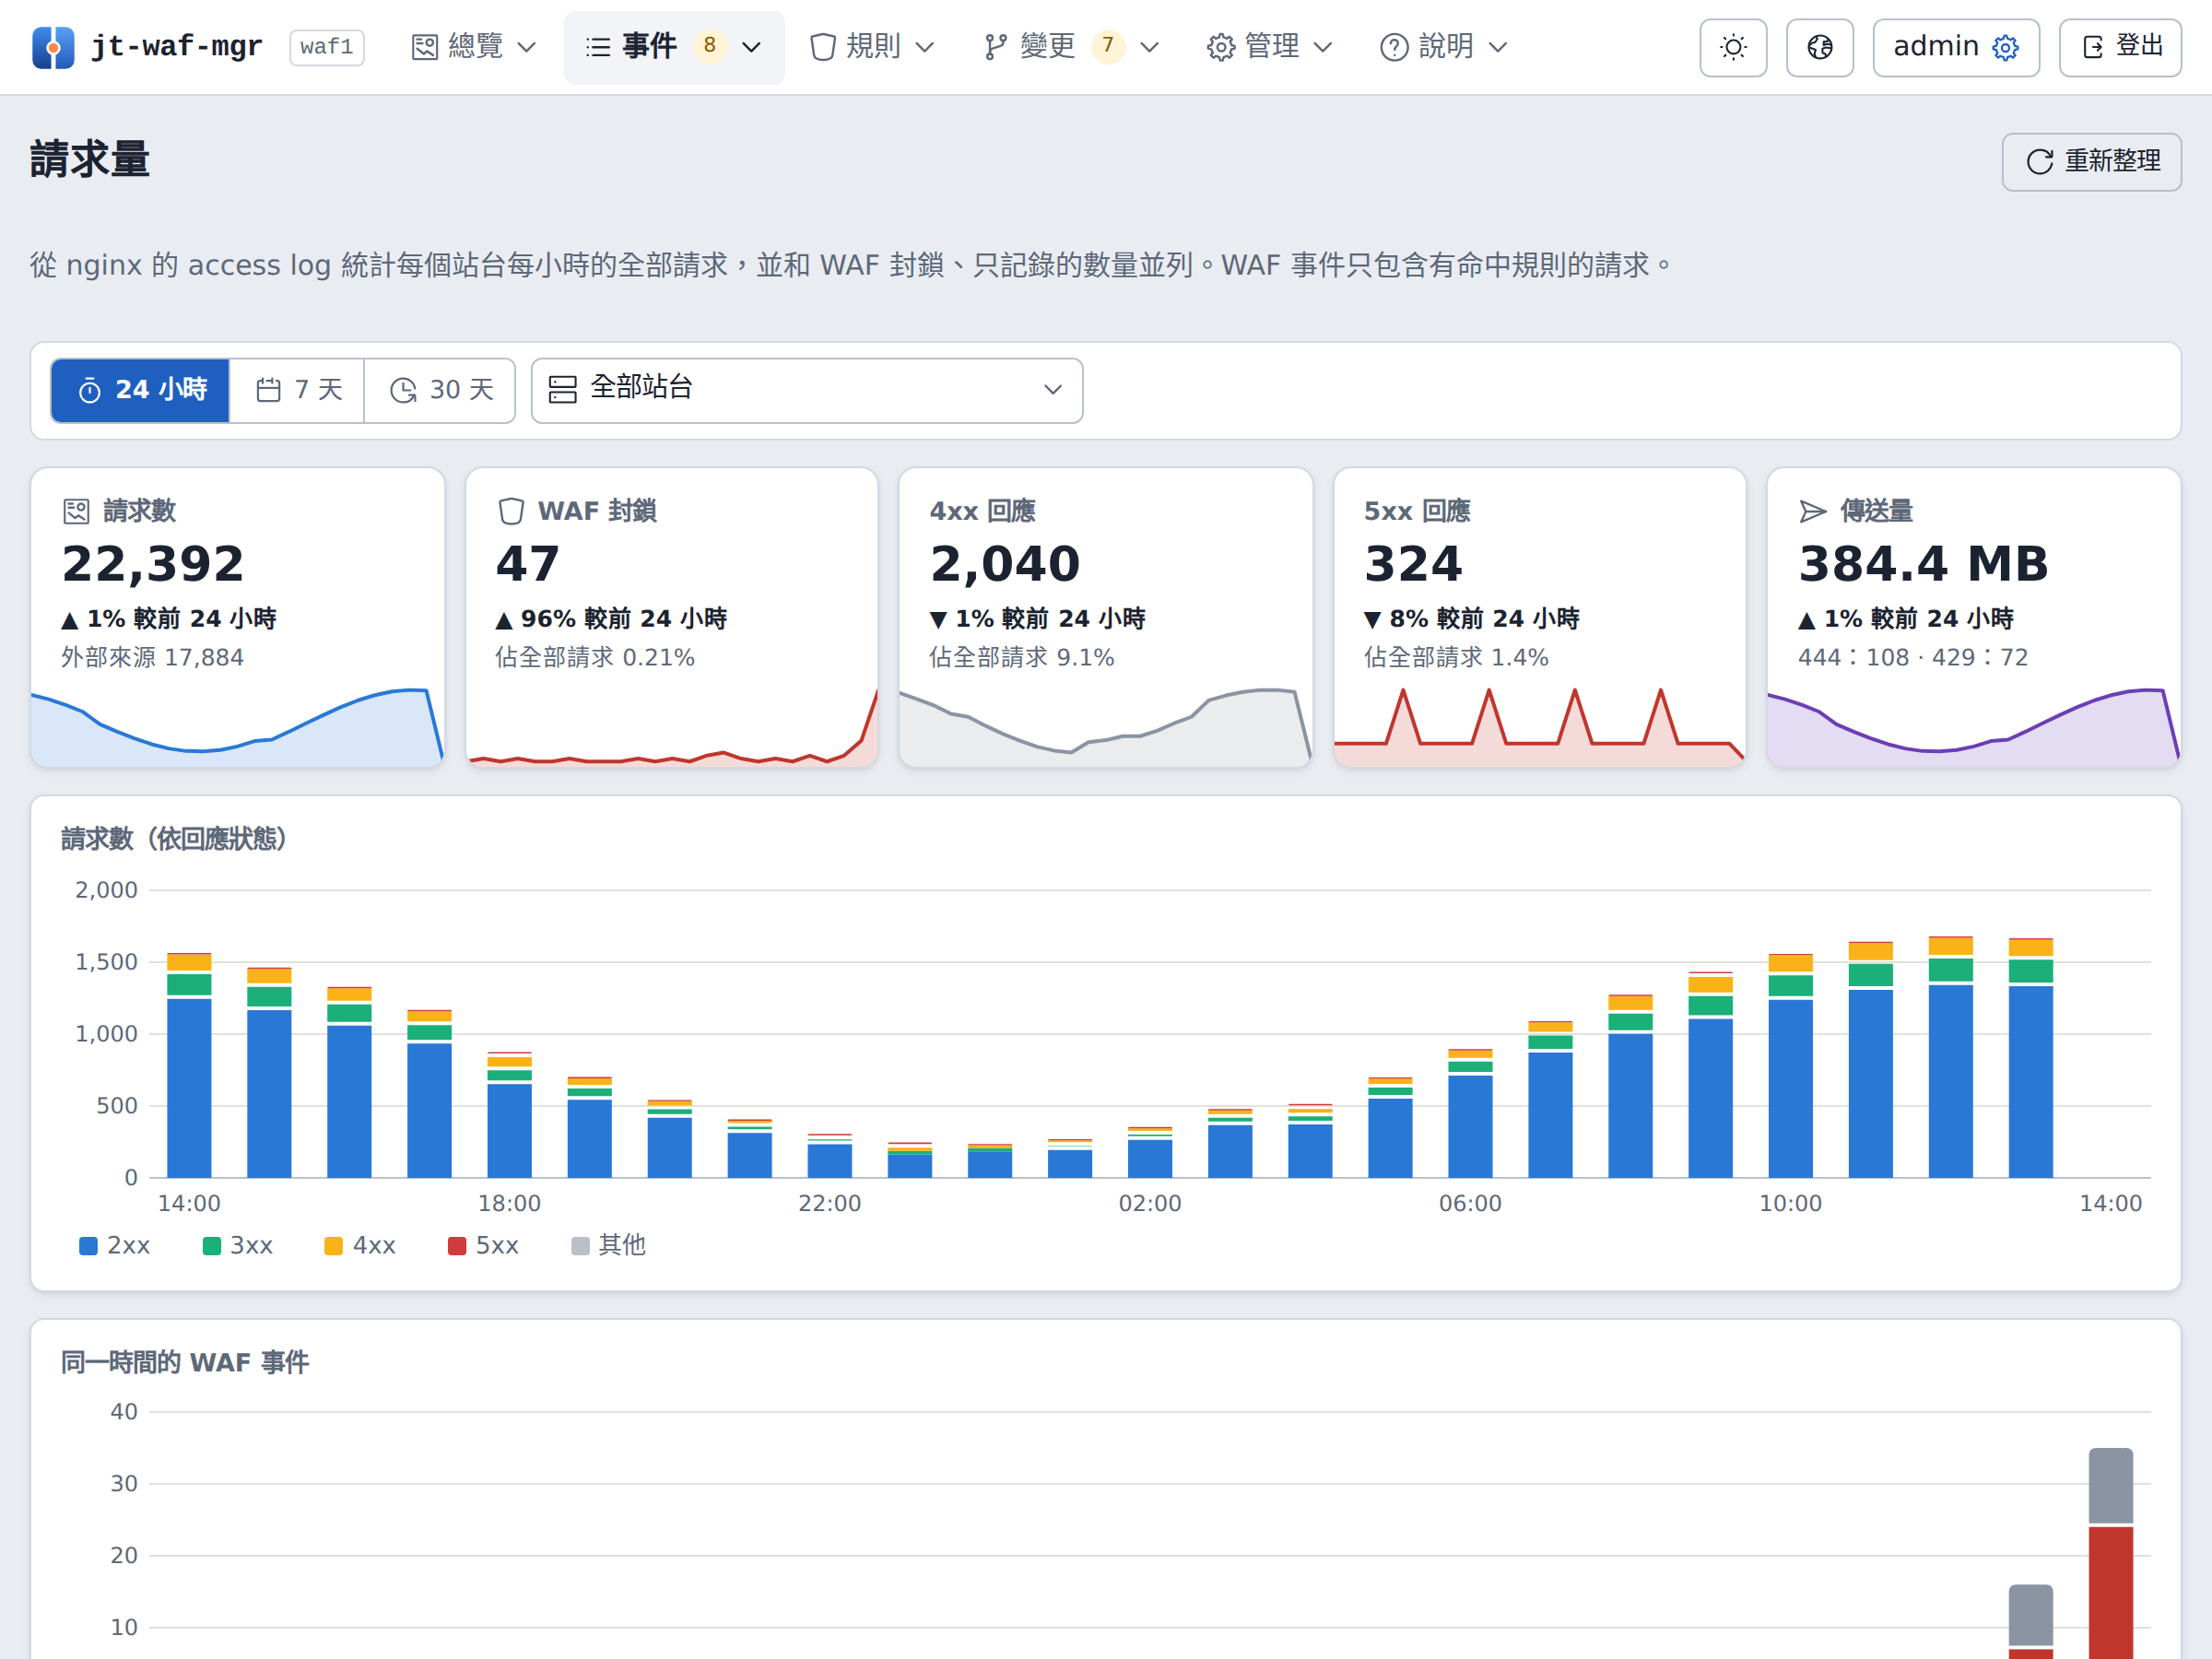 jt-waf-mgr waf1 總覽 事件 8 規則 變更 7 管理 說明 admin 登出
請求量
重新整理
從 nginx 的 access log 統計每個站台每小時的全部請求，並和 WAF 封鎖、只記錄的數量並列。WAF 事件只包含有命中規則的請求。
24 小時 7 天 30 天 全部站台
請求數
22,392
▲ 1% 較前 24 小時
外部來源 17,884
WAF 封鎖
47
▲ 96% 較前 24 小時
佔全部請求 0.21%
4xx 回應
2,040
▼ 1% 較前 24 小時
佔全部請求 9.1%
5xx 回應
324
▼ 8% 較前 24 小時
佔全部請求 1.4%
傳送量
384.4 MB
▲ 1% 較前 24 小時
444：108 · 429：72
請求數（依回應狀態）
2,000
1,500
1,000
500
0
14:00 18:00 22:00 02:00 06:00 10:00 14:00
2xx 3xx 4xx 5xx 其他
同一時間的 WAF 事件
40
30
20
10